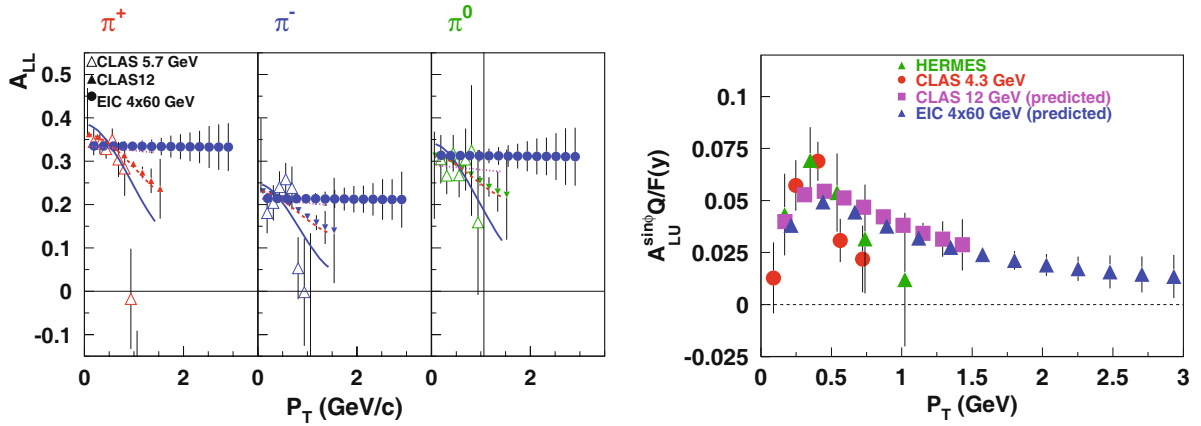 π+ π- π0
A_LL
0.5
0.4
0.3
0.2
0.1
0
-0.1
CLAS 5.7 GeV
CLAS12
EIC 4x60 GeV
0 2 0 2 0 2
P_T (GeV/c)
A_LU^sinϕ Q/F(y)
0.1
0.075
0.05
0.025
0
-0.025
HERMES
CLAS 4.3 GeV
CLAS 12 GeV (predicted)
EIC 4x60 GeV (predicted)
0 0.5 1 1.5 2 2.5 3
P_T (GeV)